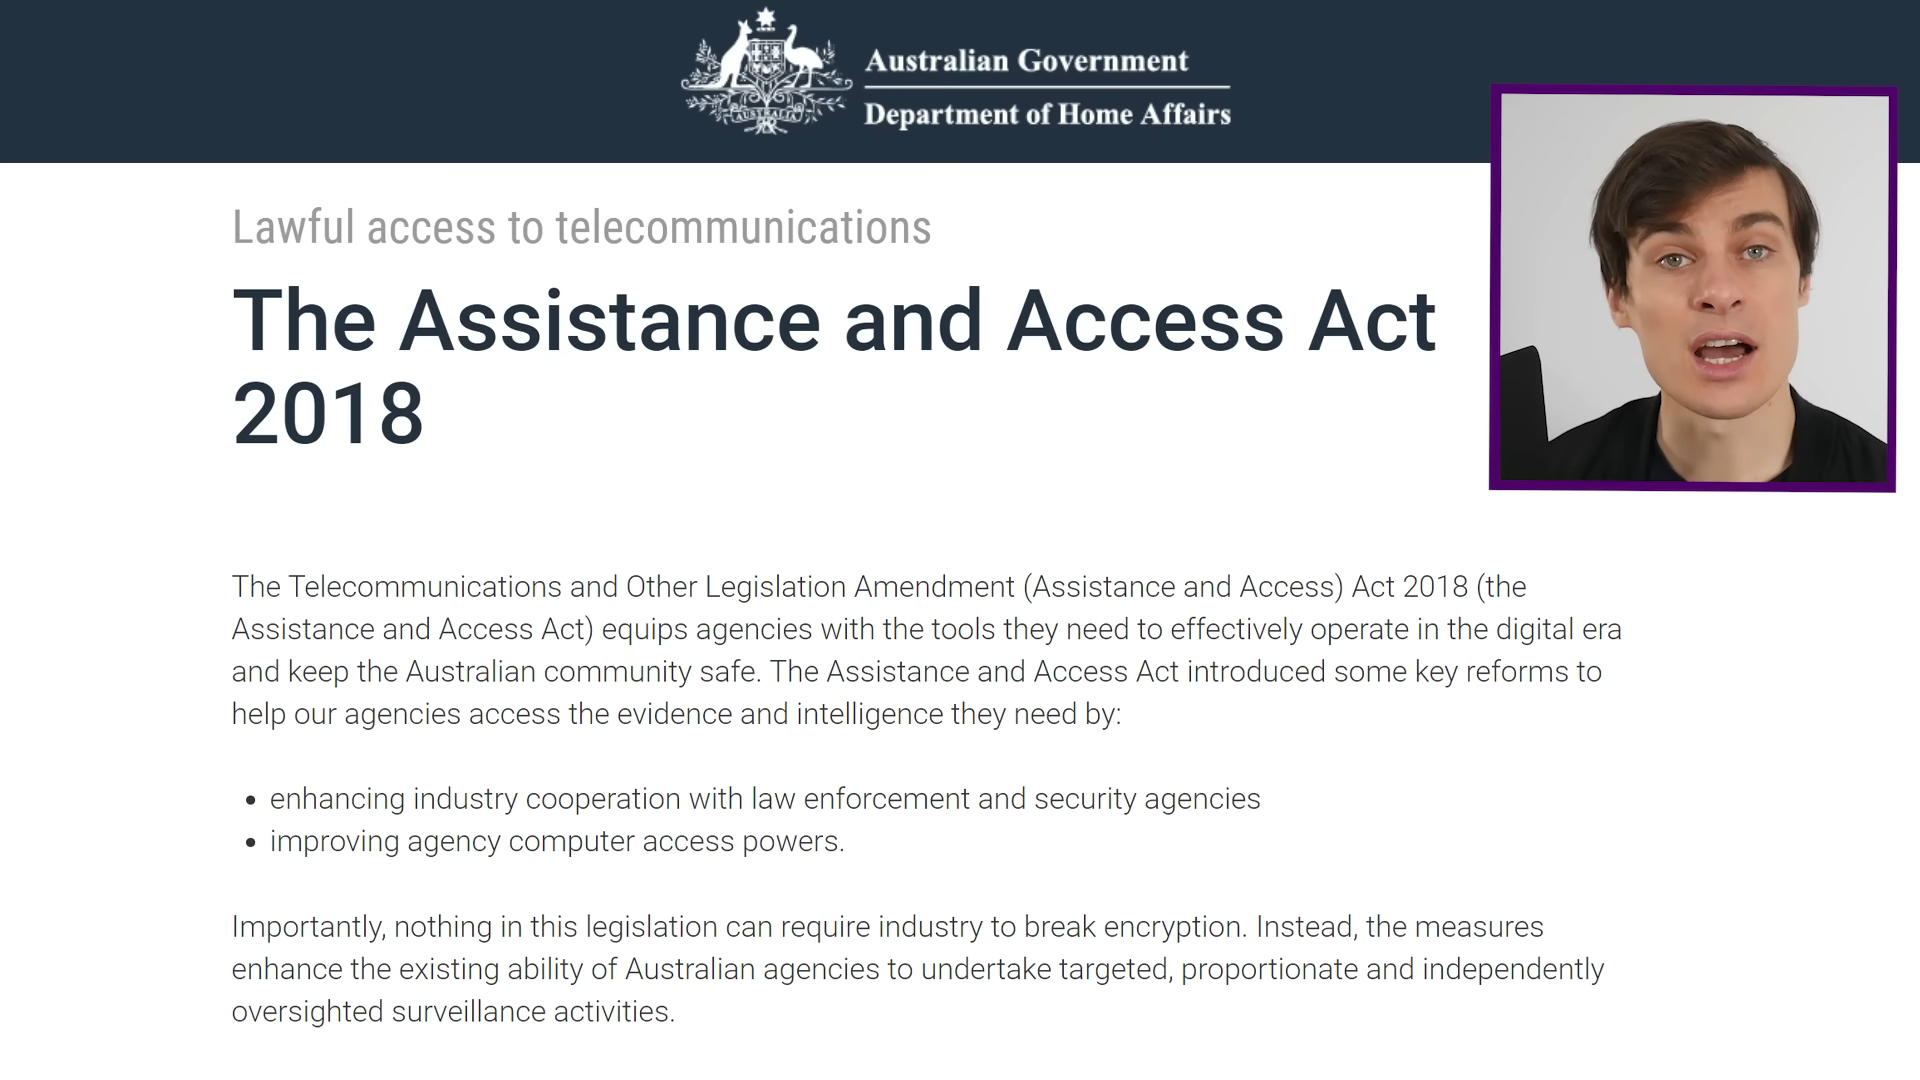 Australian Government
Department of Home Affairs
AUSTRALIA
Lawful access to telecommunications
The Assistance and Access Act
2018
The Telecommunications and Other Legislation Amendment (Assistance and Access) Act 2018 (the
Assistance and Access Act) equips agencies with the tools they need to effectively operate in the digital era
and keep the Australian community safe. The Assistance and Access Act introduced some key reforms to
help our agencies access the evidence and intelligence they need by:
• enhancing industry cooperation with law enforcement and security agencies
• improving agency computer access powers.
Importantly, nothing in this legislation can require industry to break encryption. Instead, the measures
enhance the existing ability of Australian agencies to undertake targeted, proportionate and independently
oversighted surveillance activities.